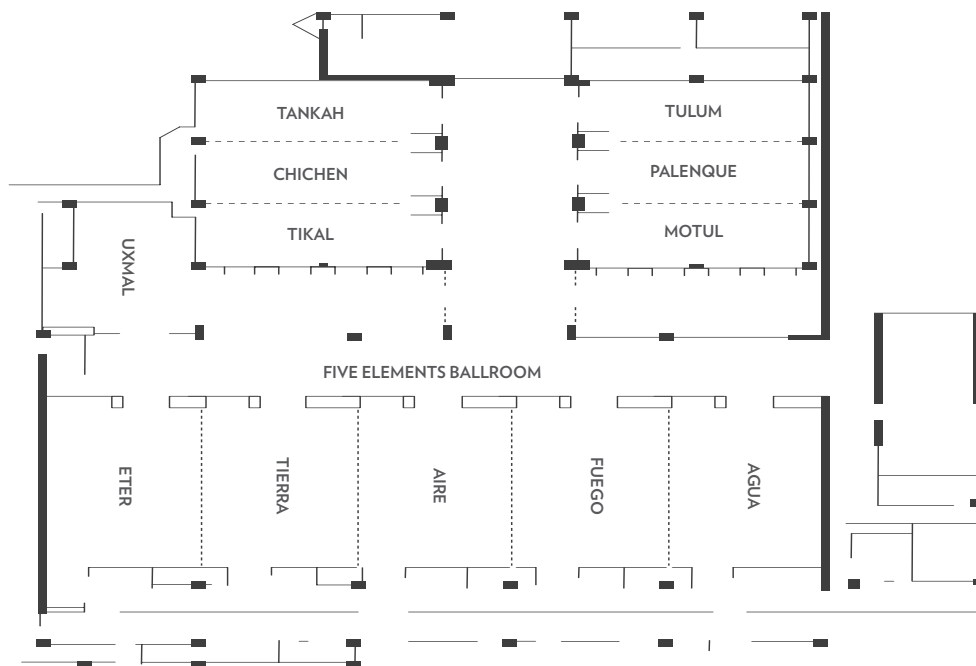 TANKAH
TULUM
CHICHEN
PALENQUE
TIKAL
MOTUL
UXMAL
FIVE ELEMENTS BALLROOM
ETER
TIERRA
AIRE
FUEGO
AGUA